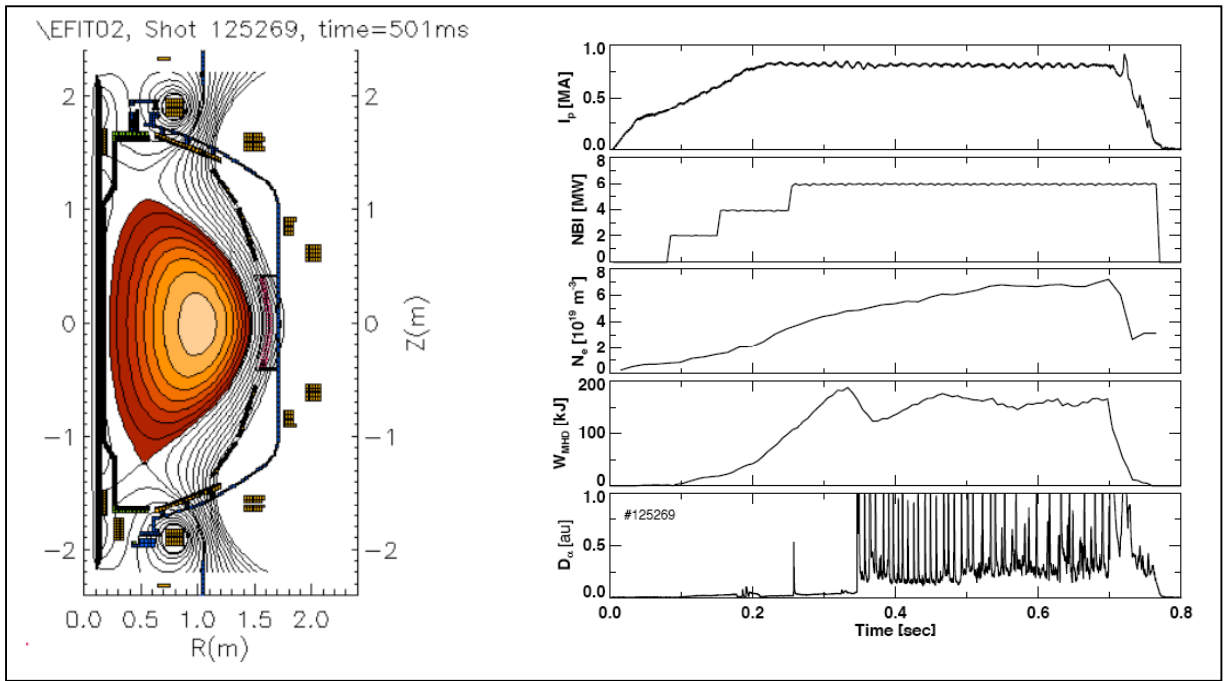 \EFIT02, Shot 125269, time=501ms
2
1
0
−1
−2
2
1
0
−1
−2
Z(m)
0.0 0.5 1.0 1.5 2.0
R(m)
1.0
0.5
0.0
I_p [MA]
8
6
4
2
0
NBI [MW]
8
6
4
2
0
N_e [10^19 m^-3]
200
100
0
W_MHD [kJ]
1.0
0.5
0.0
D_α [au]
#125269
0.0 0.2 0.4 0.6 0.8
Time [sec]